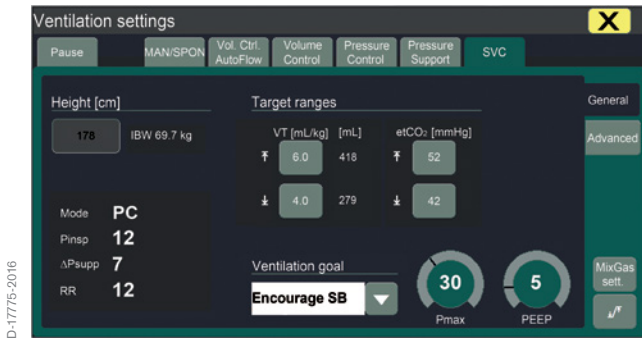 Ventilation settings
X
Pause
MAN/SPON
Vol. Ctrl.
AutoFlow
Volume
Control
Pressure
Control
Pressure
Support
SVC
General
Advanced
Height [cm]
178
IBW 69.7 kg
Target ranges
VT [mL/kg] [mL]
etCO₂ [mmHg]
6.0 418
52
4.0 279
42
Mode PC
Pinsp 12
ΔPsupp 7
RR 12
Ventilation goal
Encourage SB
30
Pmax
5
PEEP
MixGas
sett.
D-17775-2016